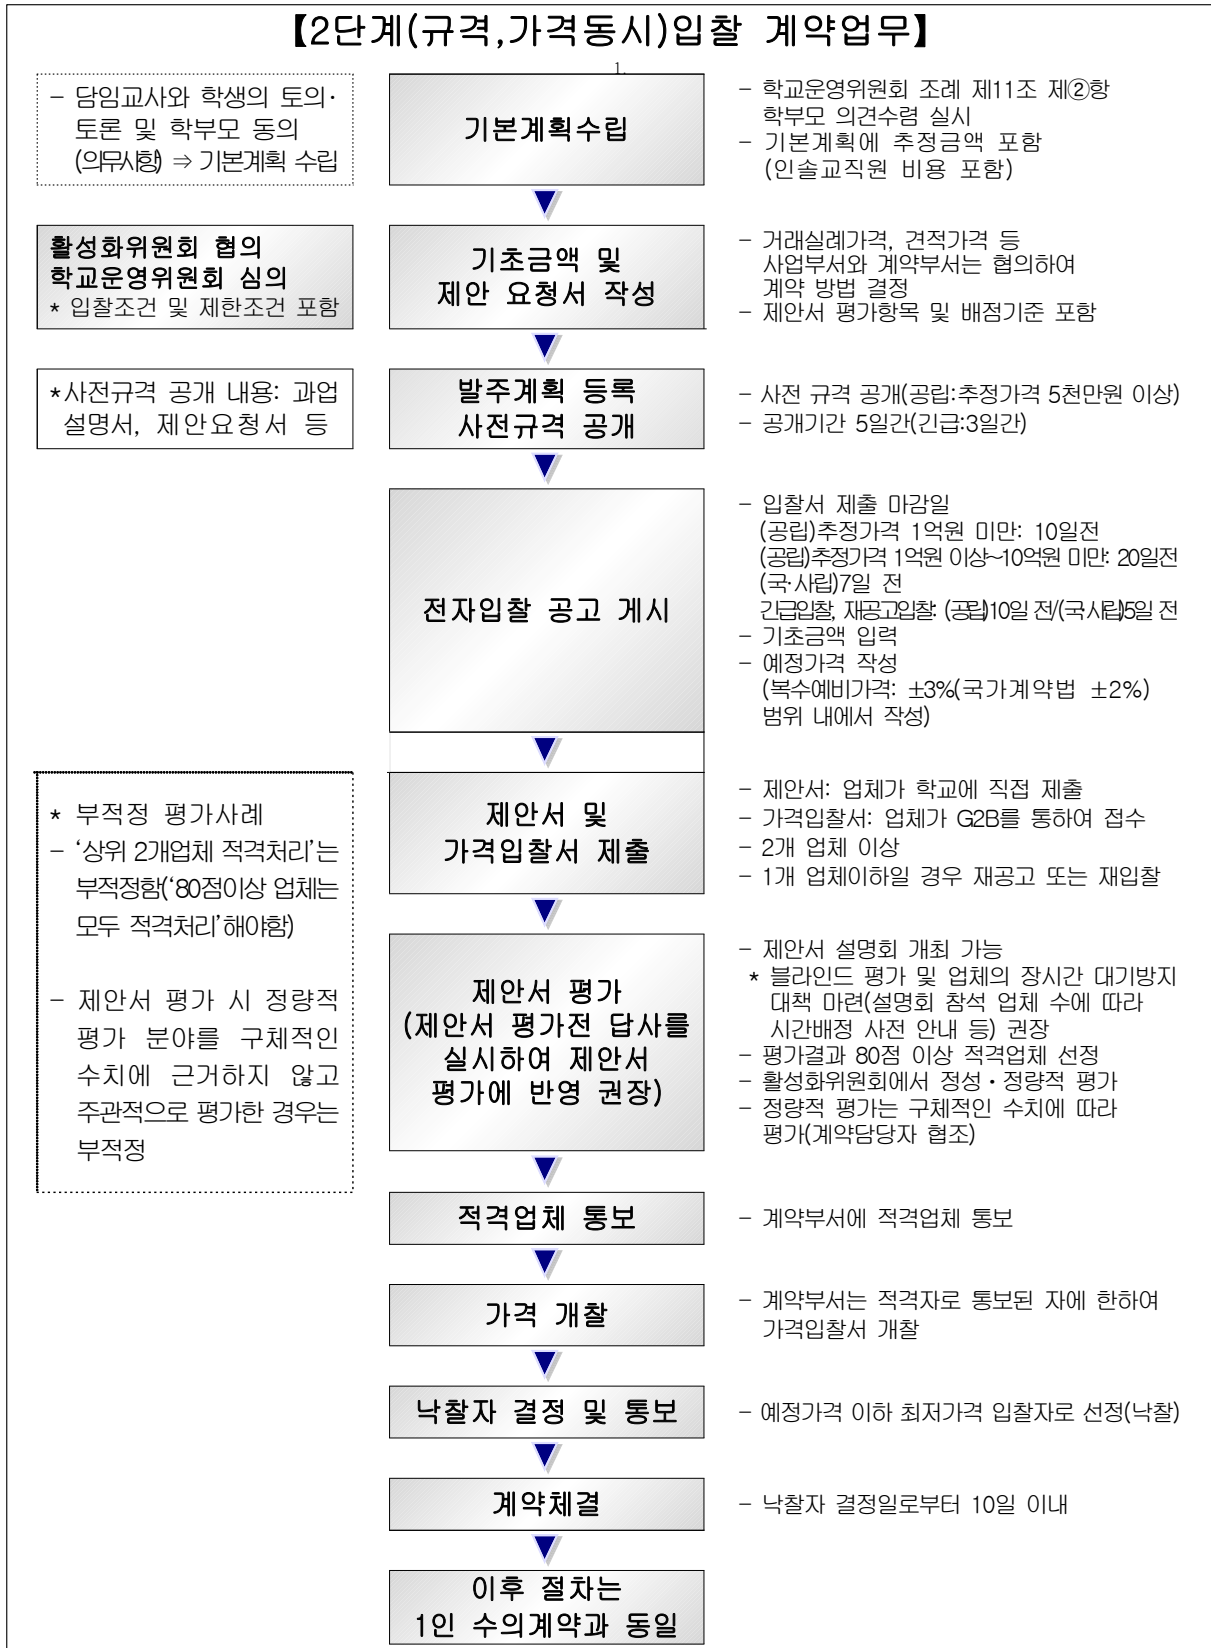 【2단계(규격,가격동시)입찰 계약업무】
1.
- 담임교사와 학생의 토의·
토론 및 학부모 동의
(의무사항) ⇒ 기본계획 수립
기본계획수립
- 학교운영위원회 조례 제11조 제②항
학부모 의견수렴 실시
- 기본계획에 추정금액 포함
(인솔교직원 비용 포함)
활성화위원회 협의
학교운영위원회 심의
* 입찰조건 및 제한조건 포함
기초금액 및
제안 요청서 작성
- 거래실례가격, 견적가격 등
사업부서와 계약부서는 협의하여
계약 방법 결정
- 제안서 평가항목 및 배점기준 포함
*사전규격 공개 내용: 과업
설명서, 제안요청서 등
발주계획 등록
사전규격 공개
- 사전 규격 공개(공립:추정가격 5천만원 이상)
- 공개기간 5일간(긴급:3일간)
전자입찰 공고 게시
- 입찰서 제출 마감일
(공립)추정가격 1억원 미만: 10일전
(공립)추정가격 1억원 이상~10억원 미만: 20일전
(국·사립)7일 전
긴급입찰, 재공고입찰: (공립)10일 전/(국·사립)5일 전
- 기초금액 입력
- 예정가격 작성
(복수예비가격: ±3%(국가계약법 ±2%)
범위 내에서 작성)
* 부적정 평가사례
- ‘상위 2개업체 적격처리’는
부적정함(‘80점이상 업체는
모두 적격처리’해야함)
- 제안서 평가 시 정량적
평가 분야를 구체적인
수치에 근거하지 않고
주관적으로 평가한 경우는
부적정
제안서 및
가격입찰서 제출
- 제안서: 업체가 학교에 직접 제출
- 가격입찰서: 업체가 G2B를 통하여 접수
- 2개 업체 이상
- 1개 업체이하일 경우 재공고 또는 재입찰
제안서 평가
(제안서 평가전 답사를
실시하여 제안서
평가에 반영 권장)
- 제안서 설명회 개최 가능
* 블라인드 평가 및 업체의 장시간 대기방지
대책 마련(설명회 참석 업체 수에 따라
시간배정 사전 안내 등) 권장
- 평가결과 80점 이상 적격업체 선정
- 활성화위원회에서 정성·정량적 평가
- 정량적 평가는 구체적인 수치에 따라
평가(계약담당자 협조)
적격업체 통보
- 계약부서에 적격업체 통보
가격 개찰
- 계약부서는 적격자로 통보된 자에 한하여
가격입찰서 개찰
낙찰자 결정 및 통보
- 예정가격 이하 최저가격 입찰자로 선정(낙찰)
계약체결
- 낙찰자 결정일로부터 10일 이내
이후 절차는
1인 수의계약과 동일